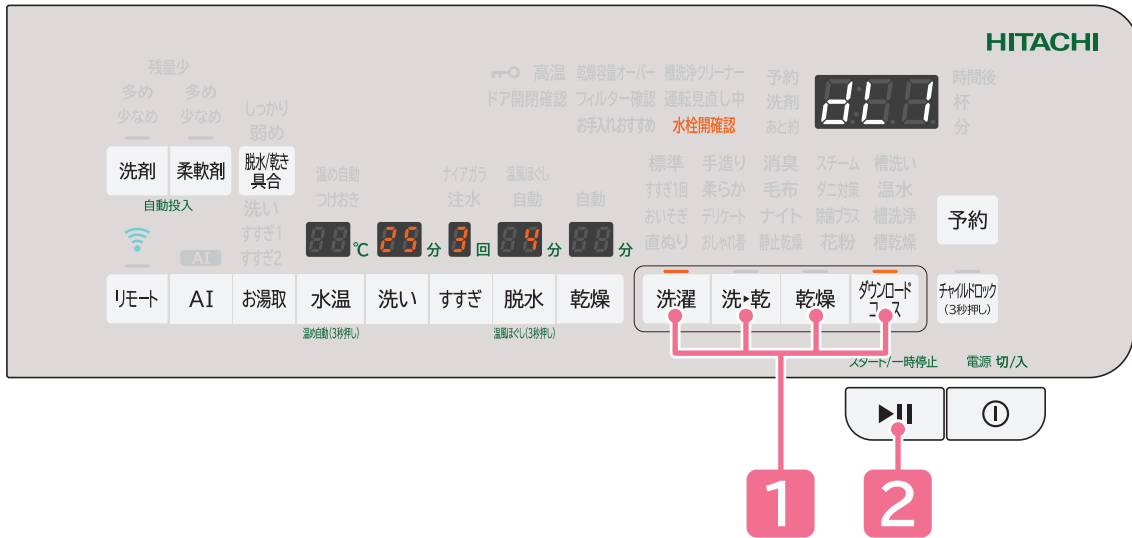 HITACHI
残量少
多め 多め
少なめ 少なめ
しっかり
弱め
高温 乾燥容量オーバー 槽洗浄クリーナー
ドア開閉確認 フィルター確認 運転見直し中
お手入れおすすめ 水栓開確認
予約
洗剤
あと約
dL1
時間後
杯
分
洗剤 柔軟剤 脱水/乾き
具合
自動投入
洗い
すすぎ1
すすぎ2
AI
温め自動 ナイアガラ 温風ほぐし
つけおき 注水 自動 自動
88℃ 25分 3回 4分 88分
標準 手造り 消臭 スチーム 槽洗い
すすぎ1回 柔らか 毛布 ダニ対策 温水
おいそぎ デリケート ナイト 除菌プラス 槽洗浄
直ぬり おしゃれ着 静止乾燥 花粉 槽乾燥
予約
リモート AI お湯取 水温 洗い すすぎ 脱水 乾燥
温め自動(3秒押し) 温風ほぐし(3秒押し)
洗濯 洗▸乾 乾燥 ダウンロード
コース
チャイルドロック
(3秒押し)
スタート/一時停止 電源 切/入
1 2